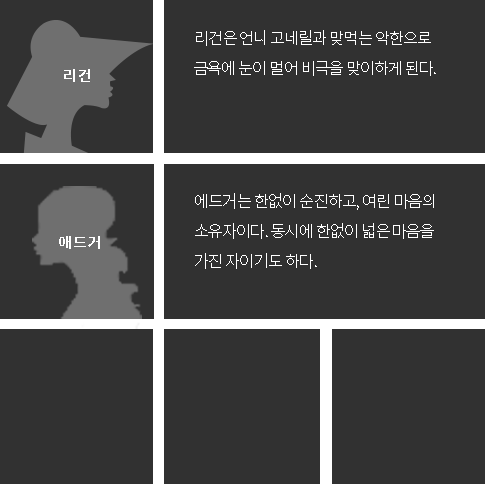 리건
리건은 언니 고네릴과 맞먹는 악한으로
금욕에 눈이 멀어 비극을 맞이하게 된다.
애드거
에드거는 한없이 순진하고, 여린 마음의
소유자이다. 동시에 한없이 넓은 마음을
가진 자이기도 하다.